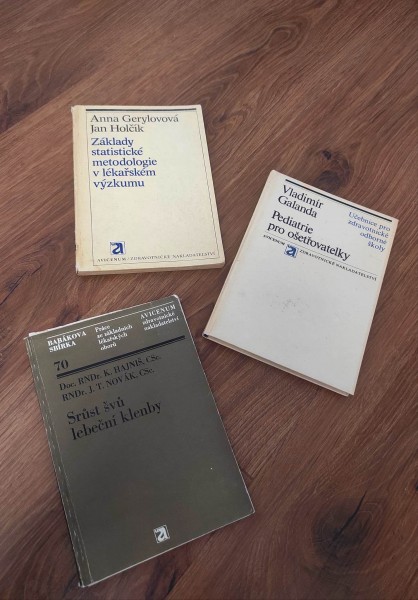 Anna Gerylovová
Jan Holčík
Základy
statistické
metodologie
v lékařském
výzkumu
a
AVICENUM/ZDRAVOTNICKÉ NAKLADATELSTVÍ
Vladimír
Galanda
Pediatrie
pro ošetřovatelky
Učebnice pro
zdravotnické
odborné
školy
AVICENUM
a
ZDRAVOTNICKÉ NAKLADATELSTVÍ
BABÁKOVA
SBÍRKA
Práce
ze základních
lékařských
oborů
AVICENUM
zdravotnické
nakladatelství
70
Doc. RNDr. K. HAJNIŠ, CSc.
RNDr. J. T. NOVÁK, CSc.
Srůst švů
lebeční klenby
a